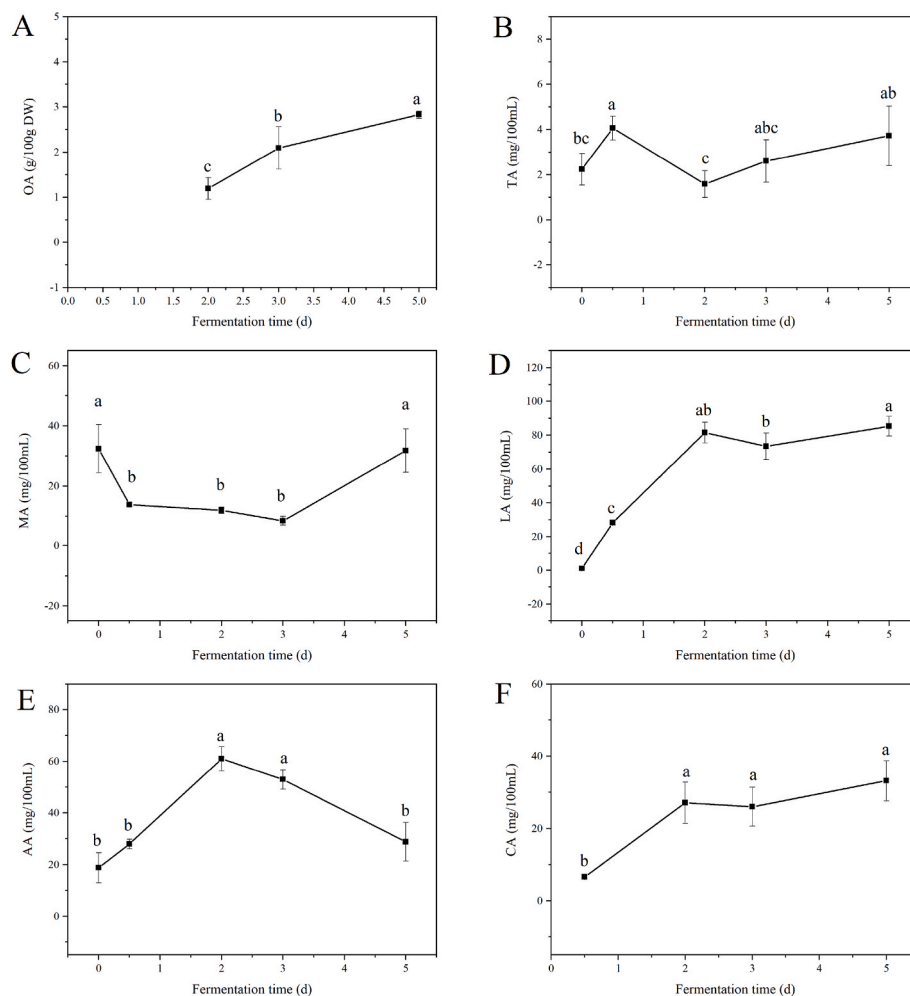 A
OA (g/100g DW)
5
4
3
2
1
0
-1
a
b
c
0.0 0.5 1.0 1.5 2.0 2.5 3.0 3.5 4.0 4.5 5.0
Fermentation time (d)
B
TA (mg/100mL)
8
6
4
2
0
-2
bc
a
c
abc
ab
0 1 2 3 4 5
Fermentation time (d)
C
MA (mg/100mL)
60
40
20
0
-20
a
b
b
b
a
0 1 2 3 4 5
Fermentation time (d)
D
LA (mg/100mL)
120
100
80
60
40
20
0
-20
d
c
ab
b
a
0 1 2 3 4 5
Fermentation time (d)
E
AA (mg/100mL)
80
60
40
20
0
b
b
a
a
b
0 1 2 3 4 5
Fermentation time (d)
F
CA (mg/100mL)
60
40
20
0
b
a
a
a
0 1 2 3 4 5
Fermentation time (d)